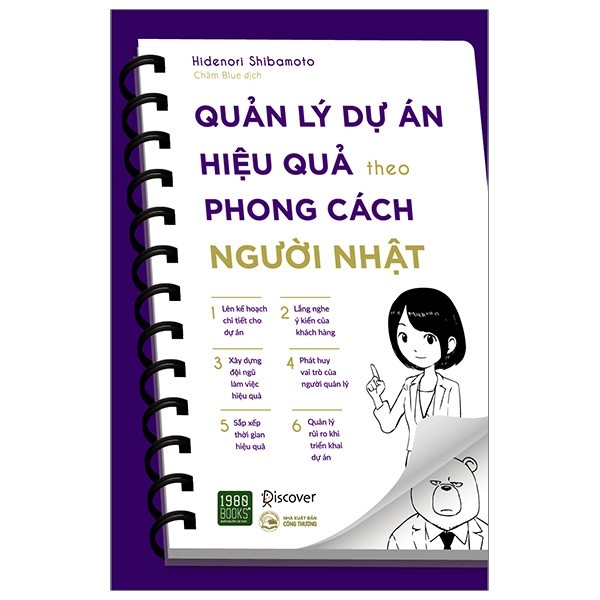 Hidenori Shibamoto
Chăm Blue dịch
QUẢN LÝ DỰ ÁN
HIỆU QUẢ theo
PHONG CÁCH
NGƯỜI NHẬT
1 Lên kế hoạch
chi tiết cho
dự án
2 Lắng nghe
ý kiến của
khách hàng
3 Xây dựng
đội ngũ
làm việc
hiệu quả
4 Phát huy
vai trò của
người quản lý
5 Sắp xếp
thời gian
hiệu quả
6 Quản lý
rủi ro khi
triển khai
dự án
1980
BOOKS
Discover
NHÀ XUẤT BẢN
CÔNG THƯƠNG